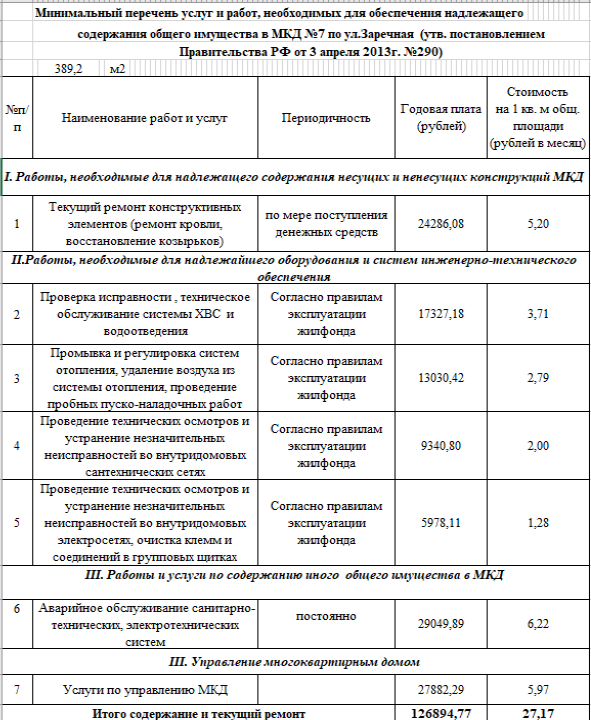 Минимальный перечень услуг и работ, необходимых для обеспечения надлежащего
содержания общего имущества в МКД №7 по ул.Заречная (утв. постановлением
Правительства РФ от 3 апреля 2013г. №290)
389,2 м2
№п/
п
Наименование работ и услуг
Периодичность
Годовая плата
(рублей)
Стоимость
на 1 кв. м общ.
площади
(рублей в месяц)
I. Работы, необходимые для надлежащего содержания несущих и ненесущих конструкций МКД
1
Текущий ремонт конструктивных
элементов (ремонт кровли,
восстановление козырьков)
по мере поступления
денежных средств
24286,08
5,20
II.Работы, необходимые для надлежайщего оборудования и систем инженерно-технического
обеспечения
2
Проверка исправности , техническое
обслуживание системы ХВС и
водоотведения
Согласно правилам
эксплуатации
жилфонда
17327,18
3,71
3
Промывка и регулировка систем
отопления, удаление воздуха из
системы отопления, проведение
пробных пуско-наладочных работ
Согласно правилам
эксплуатации
жилфонда
13030,42
2,79
4
Проведение технических осмотров и
устранение незначительных
неисправностей во внутридомовых
сантехнических сетях
Согласно правилам
эксплуатации
жилфонда
9340,80
2,00
5
Проведение технических осмотров и
устранение незначительных
неисправностей во внутридомовых
электросетях, очистка клемм и
соединений в групповых щитках
Согласно правилам
эксплуатации
жилфонда
5978,11
1,28
III. Работы и услуги по содержанию иного общего имущества в МКД
6
Аварийное обслуживание санитарно-
технических, электротехнических
систем
постоянно
29049,89
6,22
III. Управление многоквартирным домом
7
Услуги по управлению МКД
27882,29
5,97
Итого содержание и текущий ремонт
126894,77
27,17